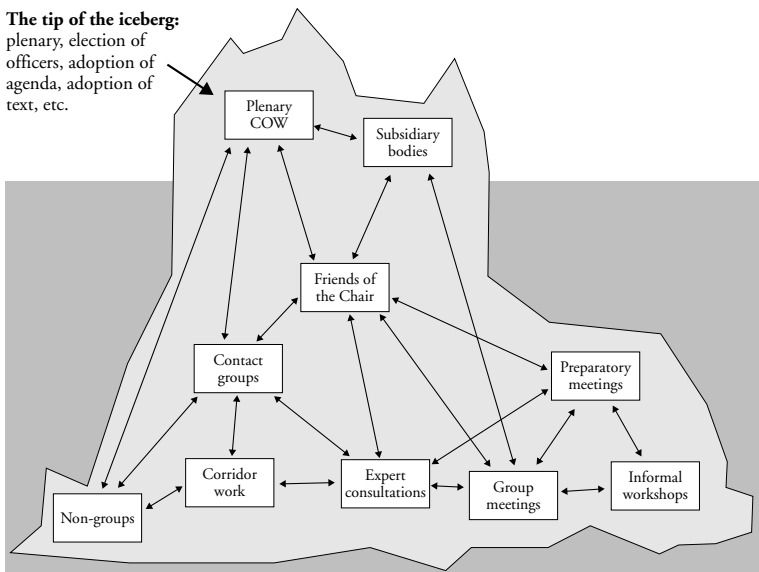 The tip of the iceberg:
plenary, election of
officers, adoption of
agenda, adoption of
text, etc.
Plenary
COW
Subsidiary
bodies
Friends of
the Chair
Contact
groups
Preparatory
meetings
Corridor
work
Expert
consultations
Group
meetings
Informal
workshops
Non-groups